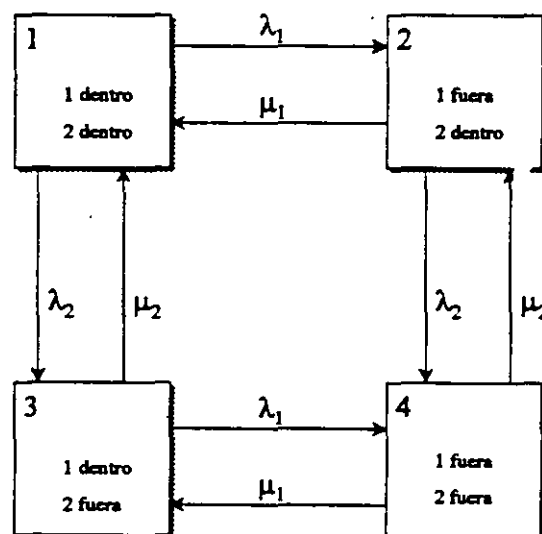 1
1 dentro
2 dentro
λ₁
μ₁
2
1 fuera
2 dentro
λ₂
μ₂
λ₂
μ₂
3
1 dentro
2 fuera
λ₁
μ₁
4
1 fuera
2 fuera